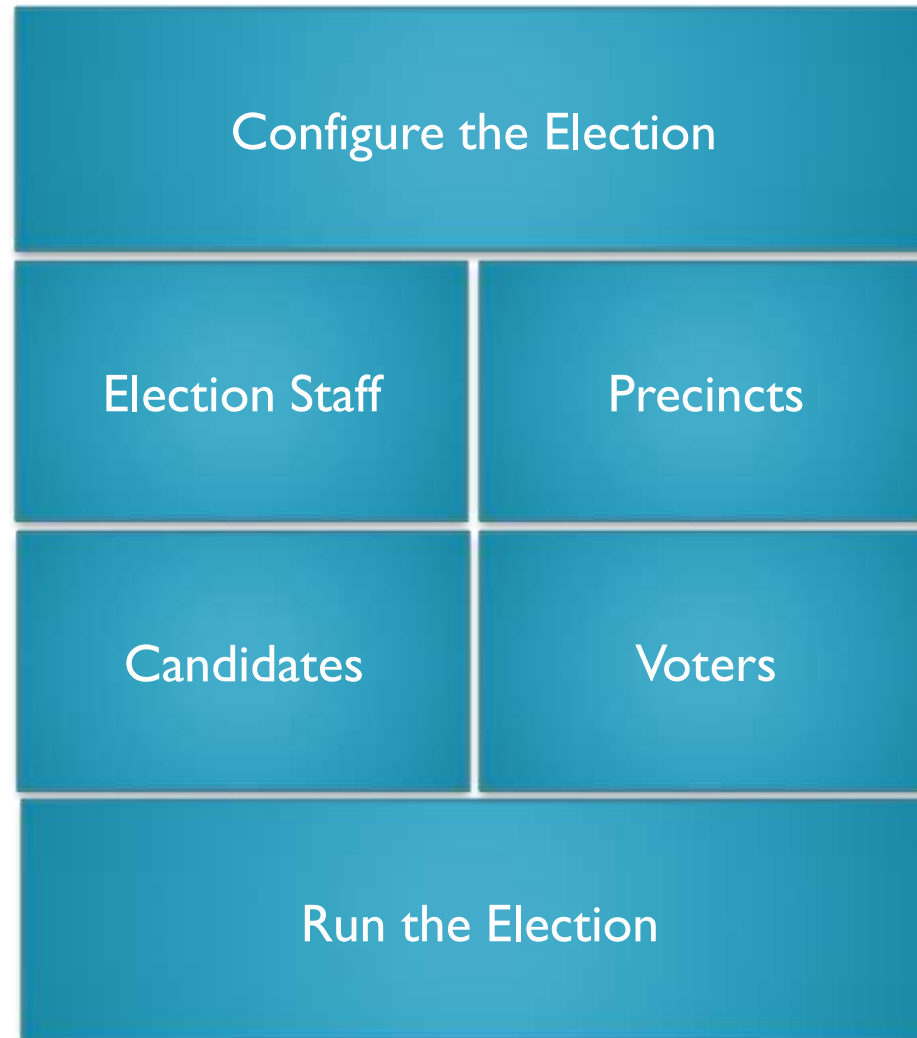 Configure the Election
Election Staff
Precincts
Candidates
Voters
Run the Election